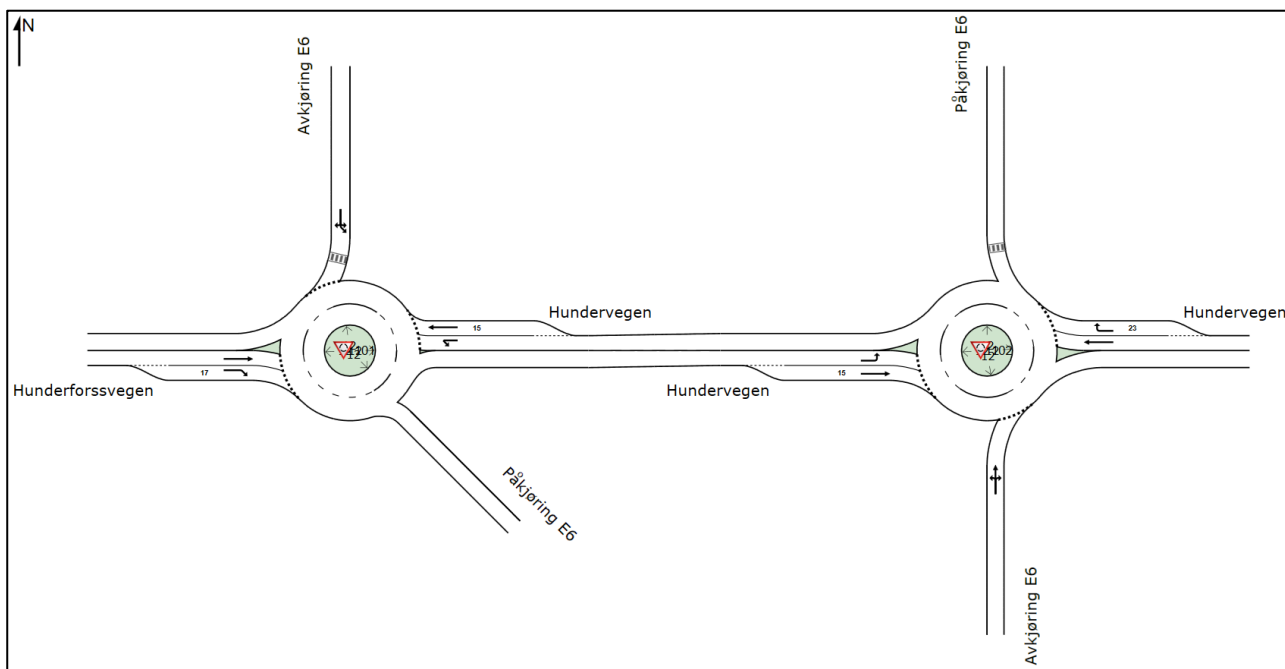 N
Avkjøring E6
Påkjøring E6
Hundervegen
Hundervegen
15
23
17
15
Hunderforssvegen
Hundervegen
Påkjøring E6
Avkjøring E6